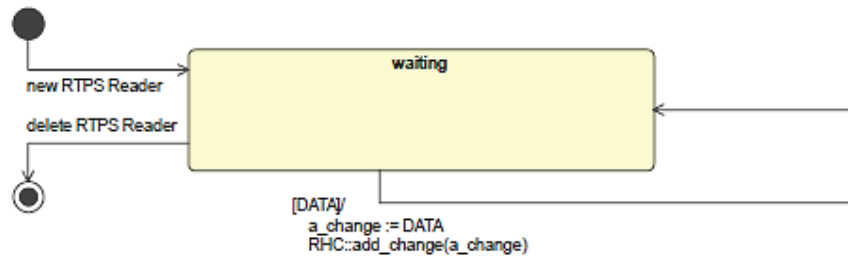 waiting
new RTPS Reader
delete RTPS Reader
[DATA]/
a_change := DATA
RHC::add_change(a_change)